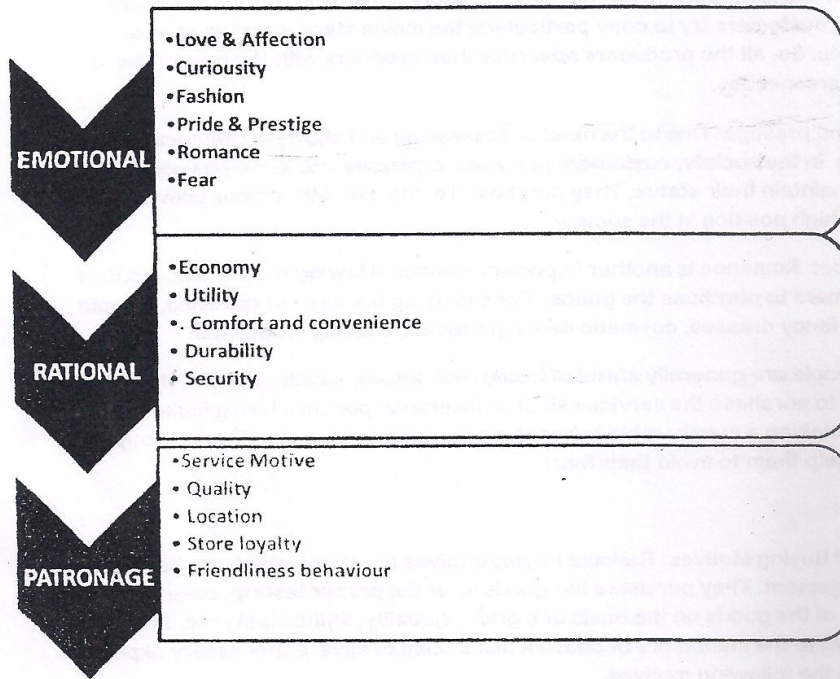 • Love & Affection
• Curiousity
• Fashion
• Pride & Prestige
• Romance
• Fear
EMOTIONAL
• Economy
• Utility
•. Comfort and convenience
• Durability
• Security
RATIONAL
•Service Motive
• Quality
• Location
• Store loyalty
• Friendliness behaviour
PATRONAGE